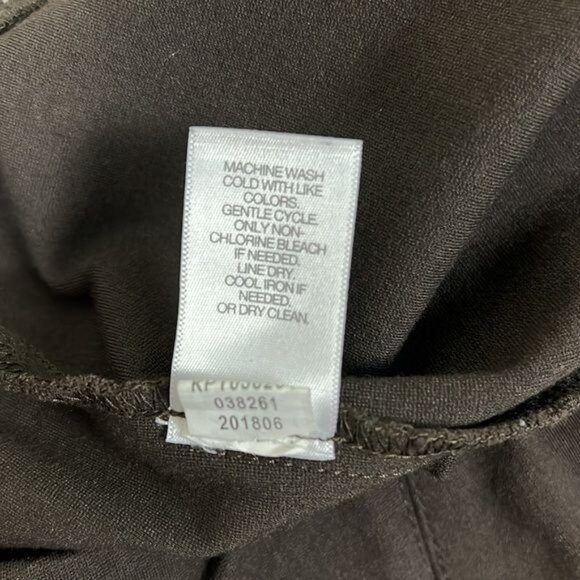 MACHINE WASH
COLD WITH LIKE
COLORS.
GENTLE CYCLE.
ONLY NON-
CHLORINE BLEACH
IF NEEDED.
LINE DRY.
COOL IRON IF
NEEDED.
OR DRY CLEAN.
038261
201806